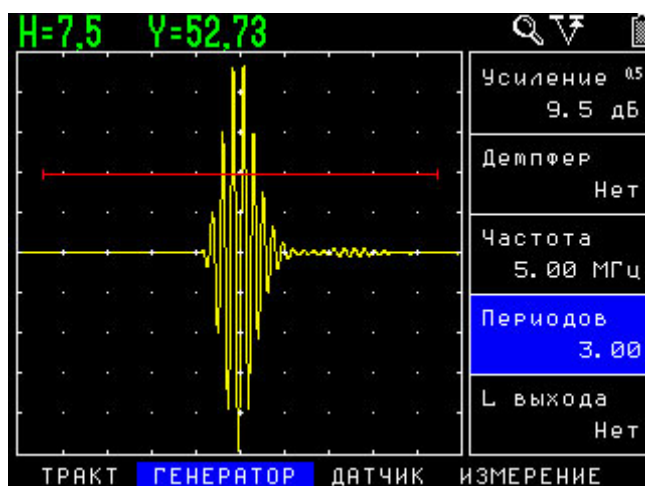 H=7,5 Y=52,73
Усиление 0.5
9.5 дБ
Демпфер
Нет
Частота
5.00 МГц
Периодов
3.00
L выхода
Нет
ТРАКТ ГЕНЕРАТОР ДАТЧИК ИЗМЕРЕНИЕ